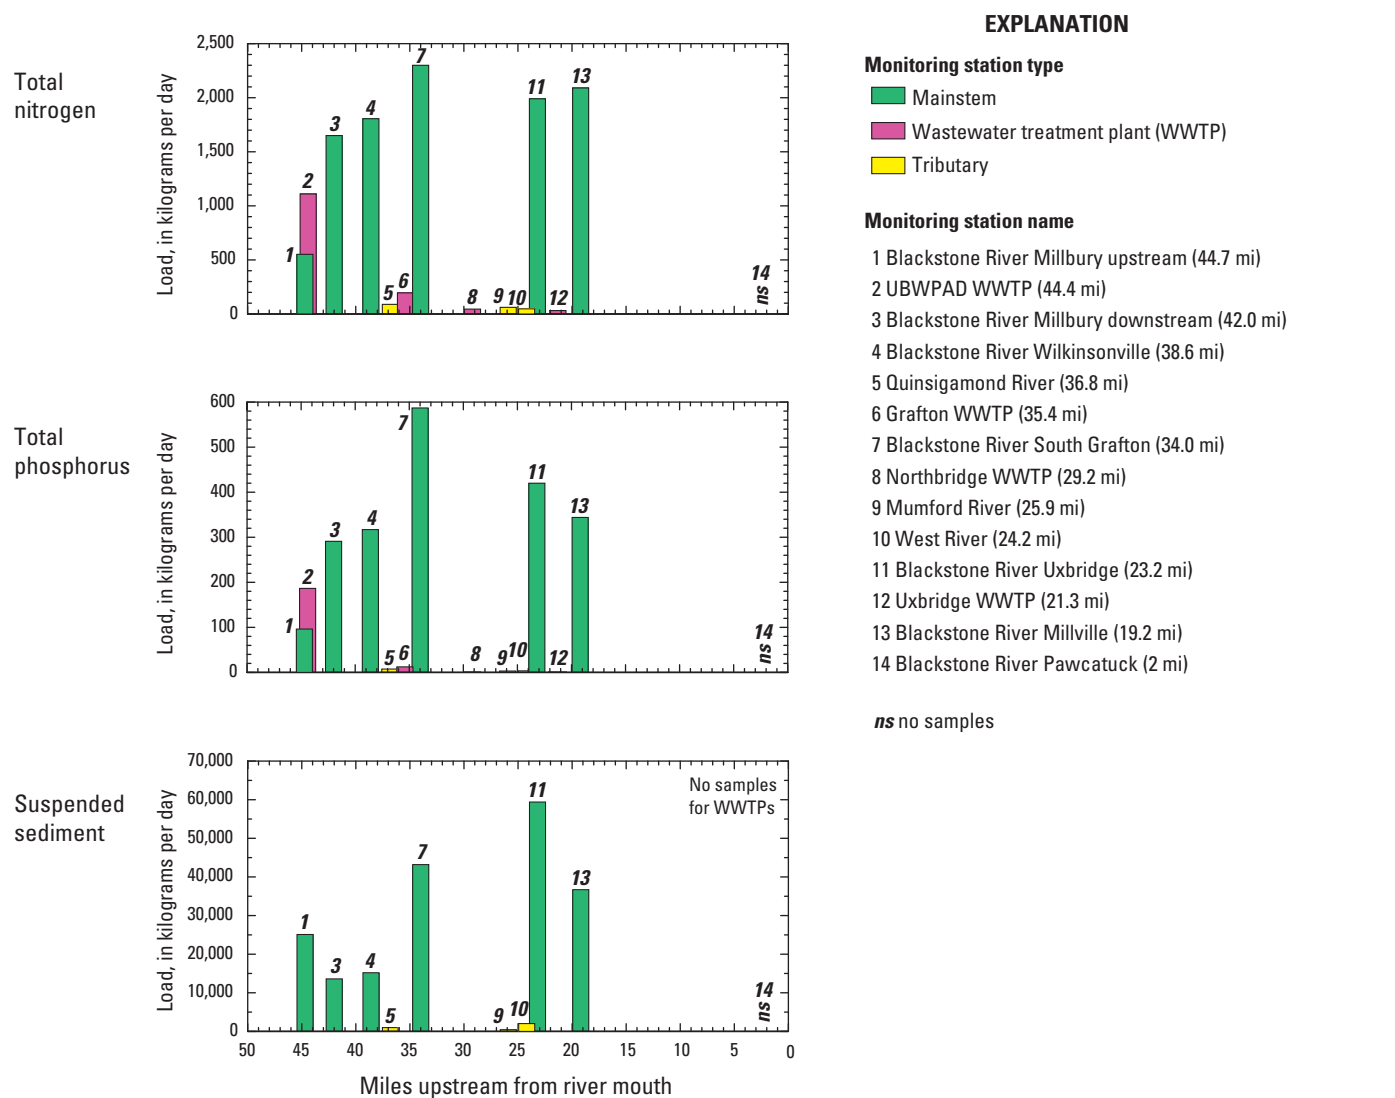 Total
nitrogen
Load, in kilograms per day
2,500
2,000
1,500
1,000
500
0
1
2
3
4
5
6
7
8
9
10
11
12
13
ns 14
Total
phosphorus
Load, in kilograms per day
600
500
400
300
200
100
0
1
2
3
4
5
6
7
8
9
10
11
12
13
ns 14
Suspended
sediment
Load, in kilograms per day
70,000
60,000
50,000
40,000
30,000
20,000
10,000
0
1
3
4
5
7
9
10
11
13
ns 14
No samples
for WWTPs
50 45 40 35 30 25 20 15 10 5 0
Miles upstream from river mouth
EXPLANATION
Monitoring station type
Mainstem
Wastewater treatment plant (WWTP)
Tributary
Monitoring station name
1 Blackstone River Millbury upstream (44.7 mi)
2 UBWPAD WWTP (44.4 mi)
3 Blackstone River Millbury downstream (42.0 mi)
4 Blackstone River Wilkinsonville (38.6 mi)
5 Quinsigamond River (36.8 mi)
6 Grafton WWTP (35.4 mi)
7 Blackstone River South Grafton (34.0 mi)
8 Northbridge WWTP (29.2 mi)
9 Mumford River (25.9 mi)
10 West River (24.2 mi)
11 Blackstone River Uxbridge (23.2 mi)
12 Uxbridge WWTP (21.3 mi)
13 Blackstone River Millville (19.2 mi)
14 Blackstone River Pawcatuck (2 mi)
ns no samples